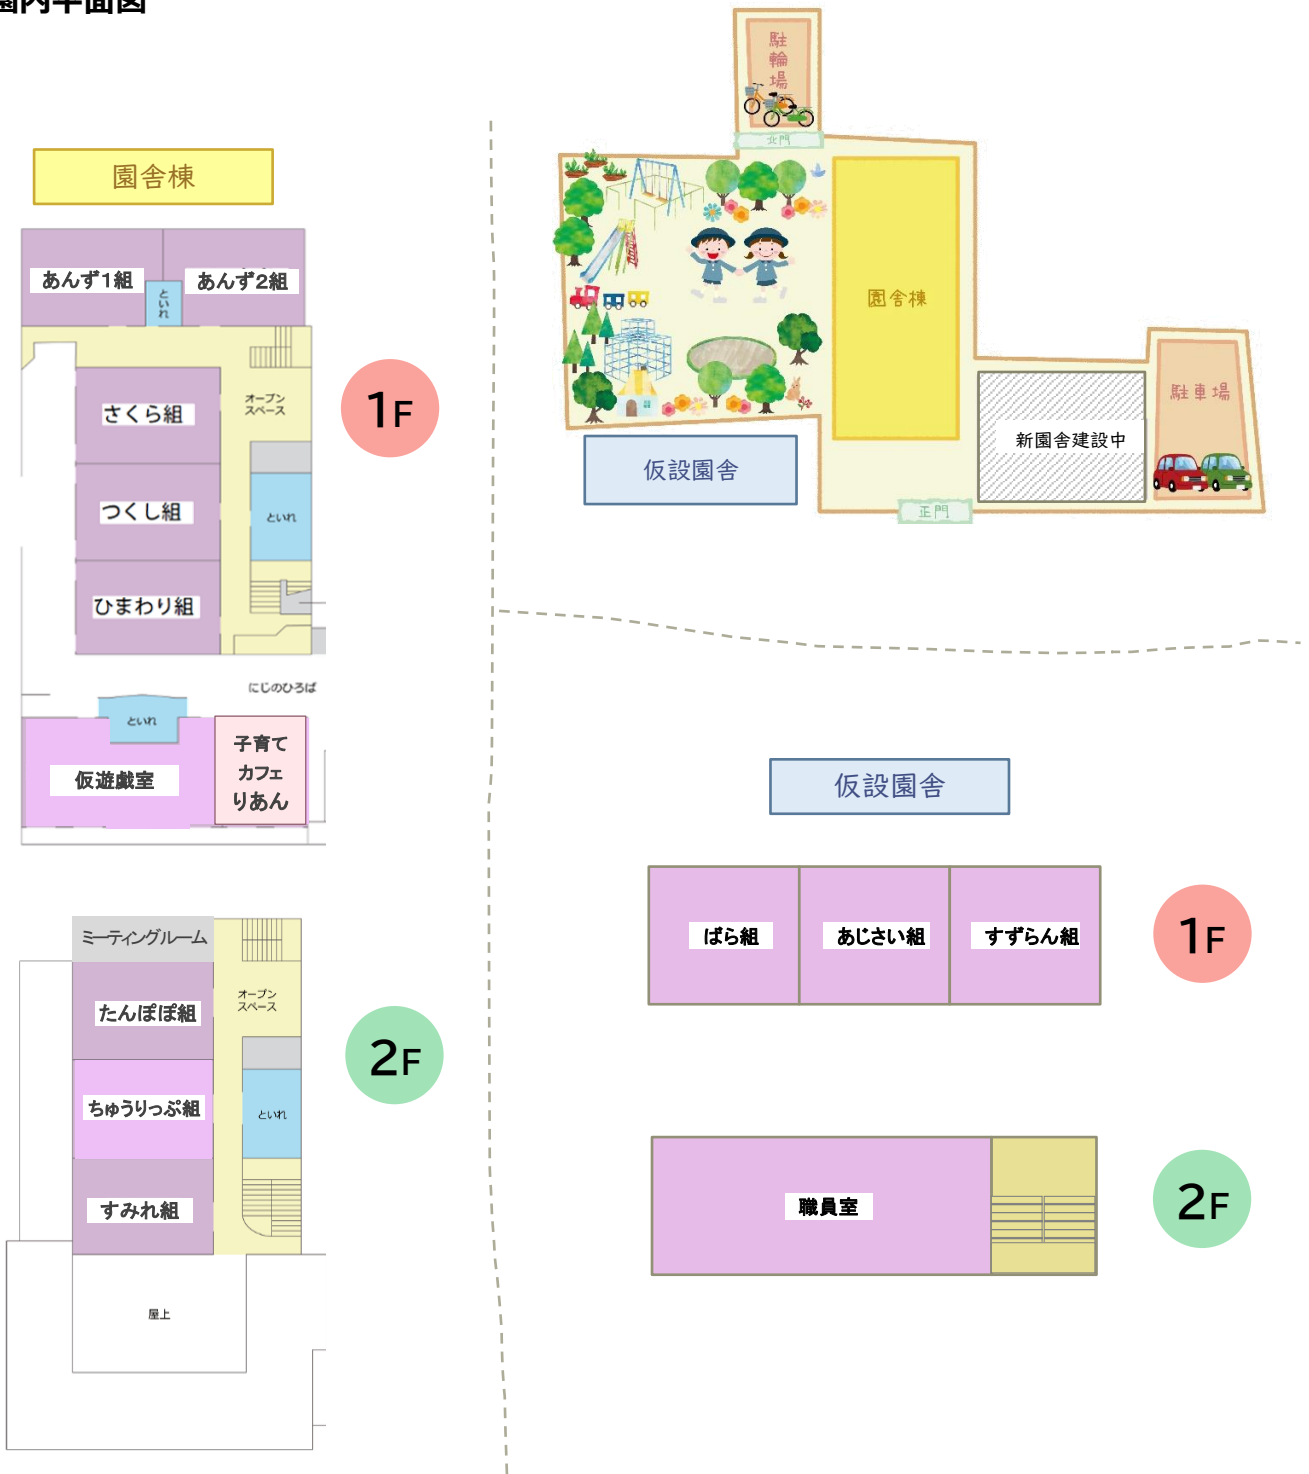 園内平面図
園舎棟
あんず1組
あんず2組
といれ
さくら組
オープン
スペース
つくし組
といれ
ひまわり組
にじのひろば
といれ
仮遊戯室
子育て
カフェ
りあん
1F
ミーティングルーム
たんぽぽ組
オープン
スペース
ちゅうりっぷ組
といれ
すみれ組
屋上
2F
駐輪場
北門
園舎棟
駐車場
新園舎建設中
仮設園舎
正門
仮設園舎
ばら組
あじさい組
すずらん組
1F
職員室
2F